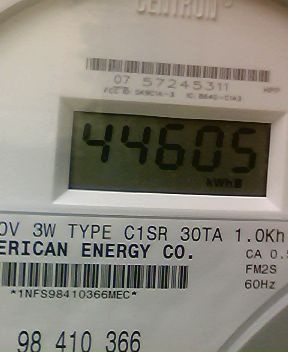 CENTRON®
07 57245311
44605
kWh
0V 3W TYPE C1SR 30TA 1.0Kh
ERICAN ENERGY CO.
CA 0.5
FM2S
60Hz
*1NFS98410366MEC*
98 410 366